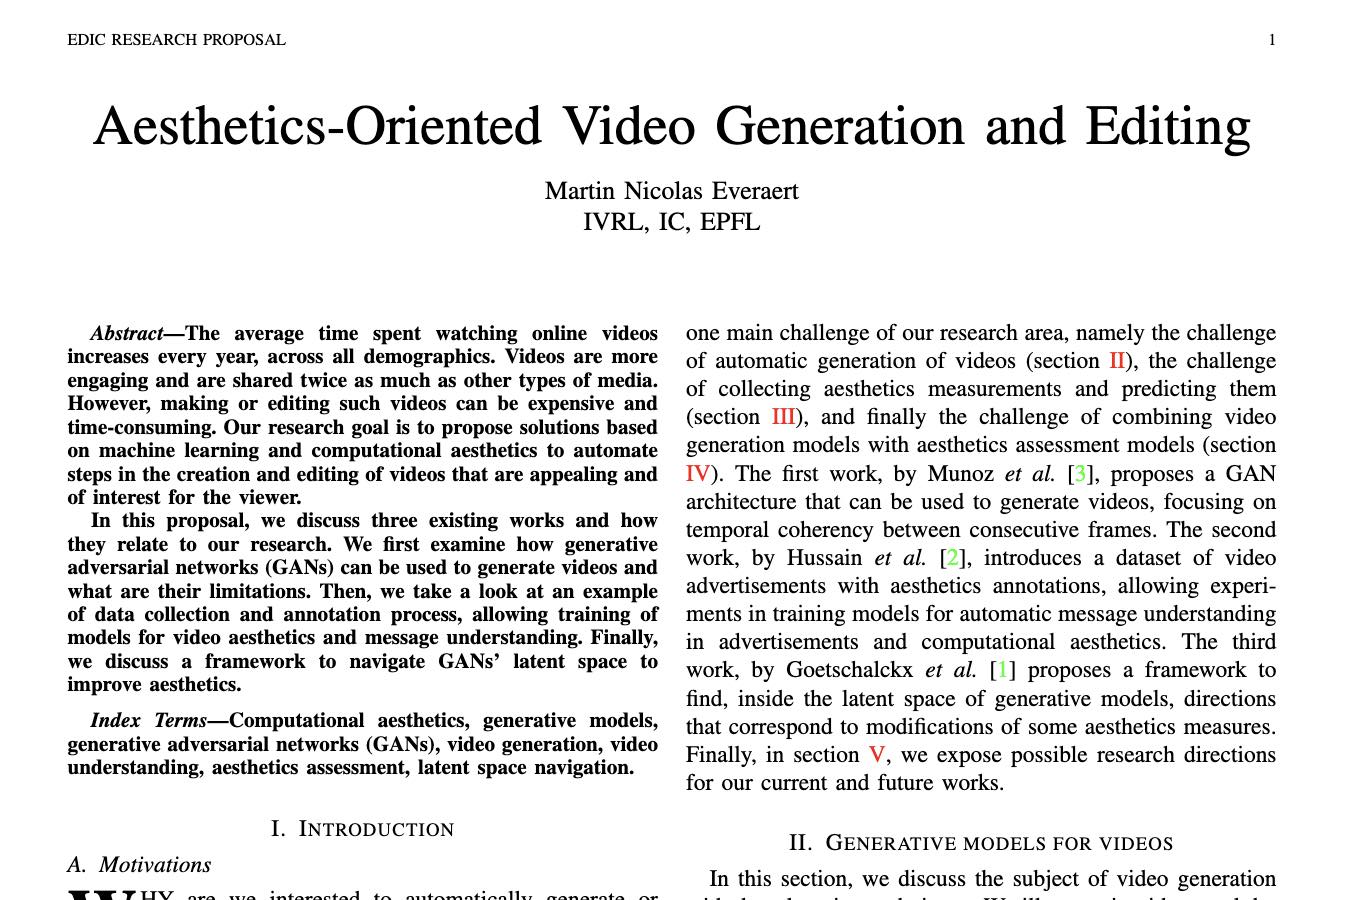 EDIC RESEARCH PROPOSAL
1
Aesthetics-Oriented Video Generation and Editing
Martin Nicolas Everaert
IVRL, IC, EPFL
Abstract—The average time spent watching online videos
increases every year, across all demographics. Videos are more
engaging and are shared twice as much as other types of media.
However, making or editing such videos can be expensive and
time-consuming. Our research goal is to propose solutions based
on machine learning and computational aesthetics to automate
steps in the creation and editing of videos that are appealing and
of interest for the viewer.
In this proposal, we discuss three existing works and how
they relate to our research. We first examine how generative
adversarial networks (GANs) can be used to generate videos and
what are their limitations. Then, we take a look at an example
of data collection and annotation process, allowing training of
models for video aesthetics and message understanding. Finally,
we discuss a framework to navigate GANs’ latent space to
improve aesthetics.
Index Terms—Computational aesthetics, generative models,
generative adversarial networks (GANs), video generation, video
understanding, aesthetics assessment, latent space navigation.
I. INTRODUCTION
A. Motivations
WHY are we interested to automatically generate or
one main challenge of our research area, namely the challenge
of automatic generation of videos (section II), the challenge
of collecting aesthetics measurements and predicting them
(section III), and finally the challenge of combining video
generation models with aesthetics assessment models (section
IV). The first work, by Munoz et al. [3], proposes a GAN
architecture that can be used to generate videos, focusing on
temporal coherency between consecutive frames. The second
work, by Hussain et al. [2], introduces a dataset of video
advertisements with aesthetics annotations, allowing experi-
ments in training models for automatic message understanding
in advertisements and computational aesthetics. The third
work, by Goetschalckx et al. [1] proposes a framework to
find, inside the latent space of generative models, directions
that correspond to modifications of some aesthetics measures.
Finally, in section V, we expose possible research directions
for our current and future works.
II. GENERATIVE MODELS FOR VIDEOS
In this section, we discuss the subject of video generation